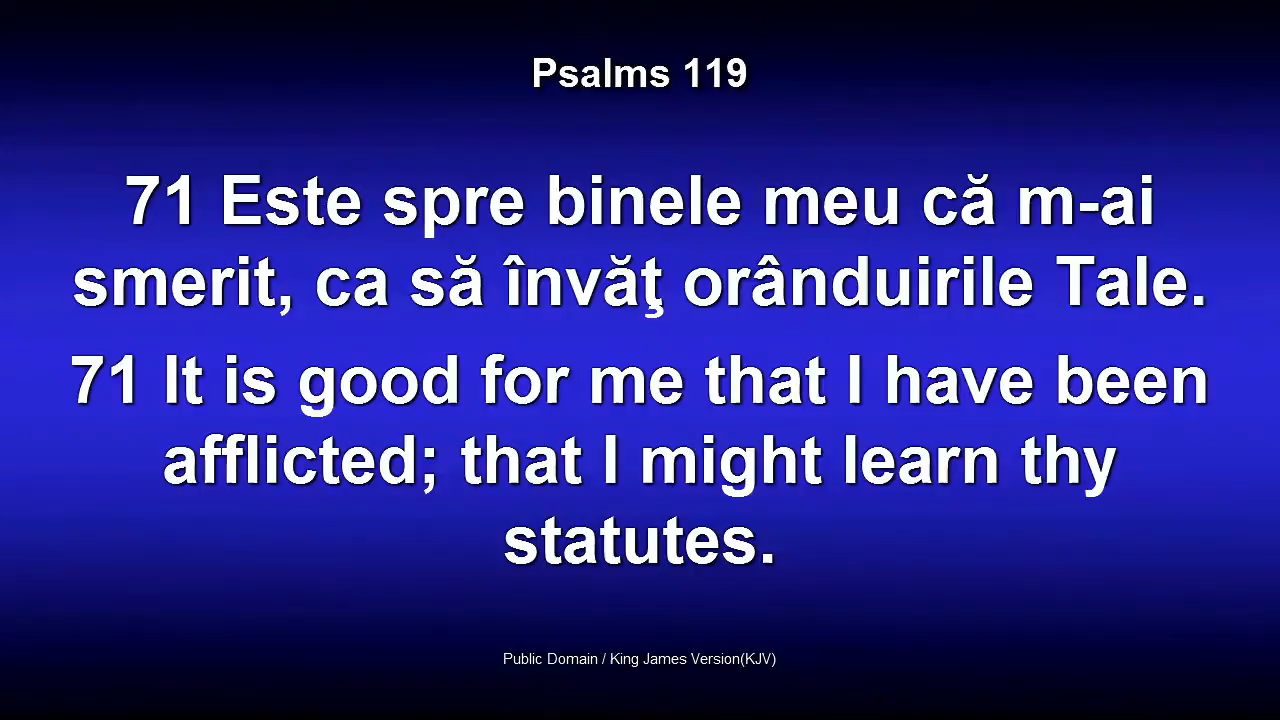 Psalms 119
71 Este spre binele meu că m-ai
smerit, ca să învăţ orânduirile Tale.
71 It is good for me that I have been
afflicted; that I might learn thy
statutes.
Public Domain / King James Version(KJV)